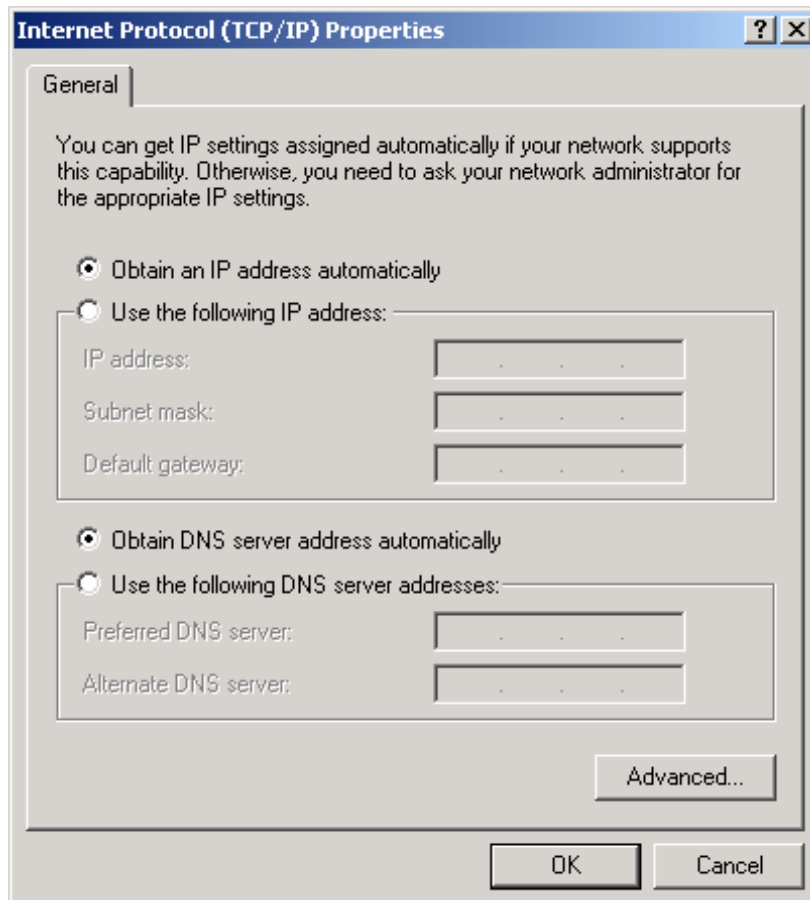 Internet Protocol (TCP/IP) Properties
General
You can get IP settings assigned automatically if your network supports
this capability. Otherwise, you need to ask your network administrator for
the appropriate IP settings.
Obtain an IP address automatically
Use the following IP address:
IP address:
Subnet mask:
Default gateway:
Obtain DNS server address automatically
Use the following DNS server addresses:
Preferred DNS server:
Alternate DNS server:
Advanced...
OK Cancel